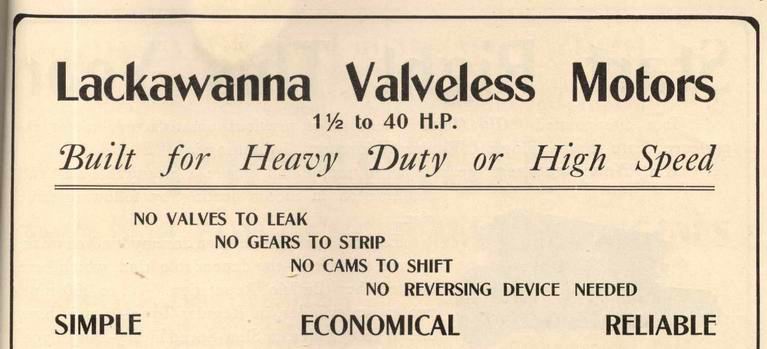 Lackawanna Valveless Motors
1½ to 40 H.P.
Built for Heavy Duty or High Speed
NO VALVES TO LEAK
NO GEARS TO STRIP
NO CAMS TO SHIFT
NO REVERSING DEVICE NEEDED
SIMPLE ECONOMICAL RELIABLE